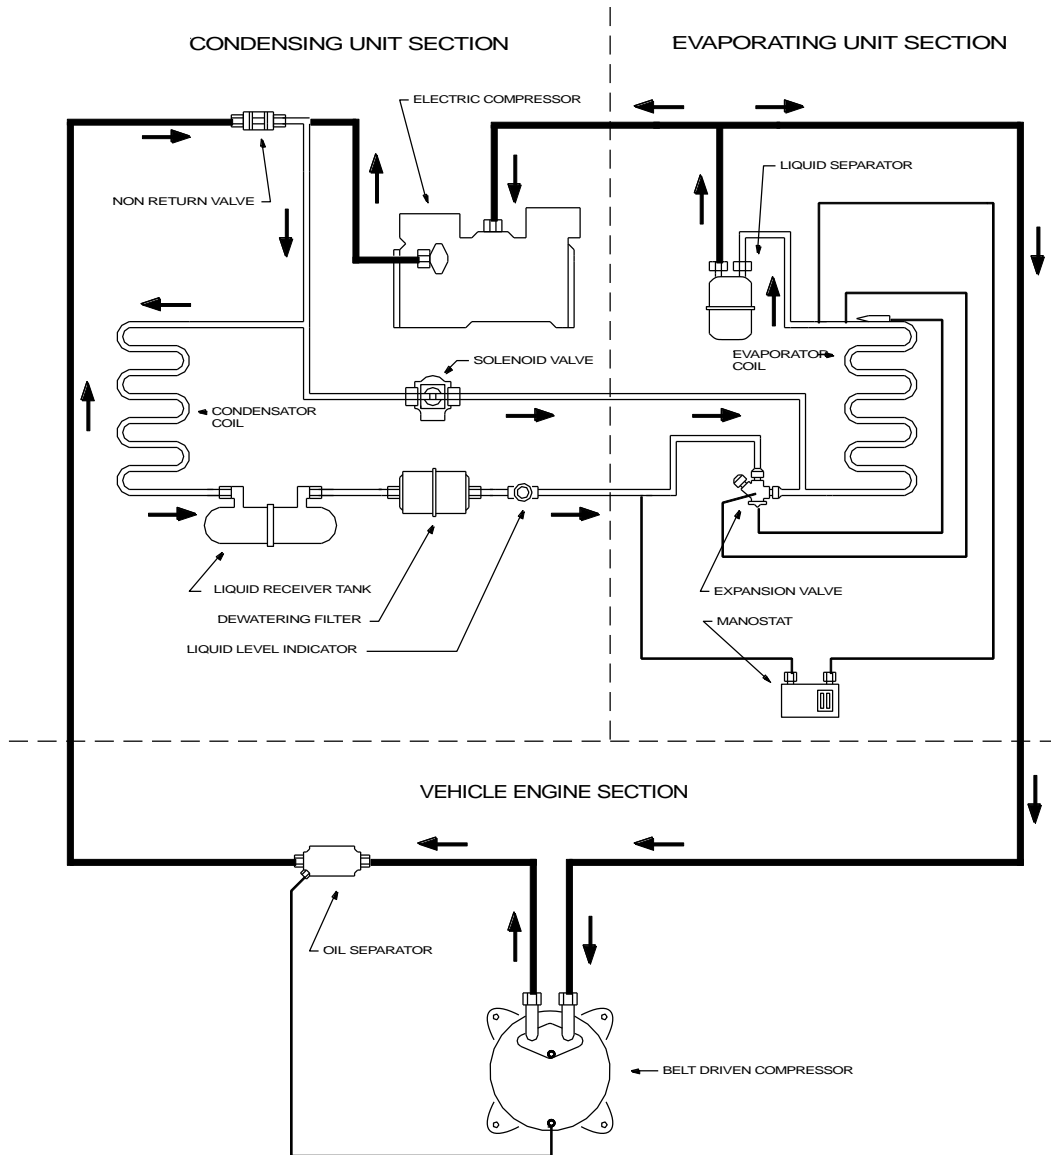 CONDENSING UNIT SECTION
EVAPORATING UNIT SECTION
ELECTRIC COMPRESSOR
LIQUID SEPARATOR
NON RETURN VALVE
SOLENOID VALVE
EVAPORATOR
COIL
CONDENSATOR
COIL
LIQUID RECEIVER TANK
EXPANSION VALVE
DEWATERING FILTER
MANOSTAT
LIQUID LEVEL INDICATOR
VEHICLE ENGINE SECTION
OIL SEPARATOR
BELT DRIVEN COMPRESSOR